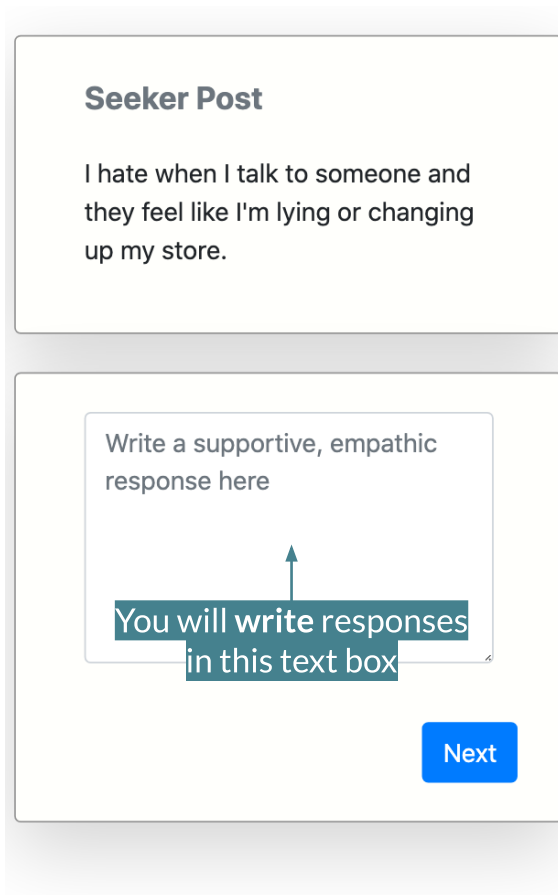 Seeker Post
I hate when I talk to someone and
they feel like I'm lying or changing
up my store.
Write a supportive, empathic
response here
You will write responses
in this text box
Next